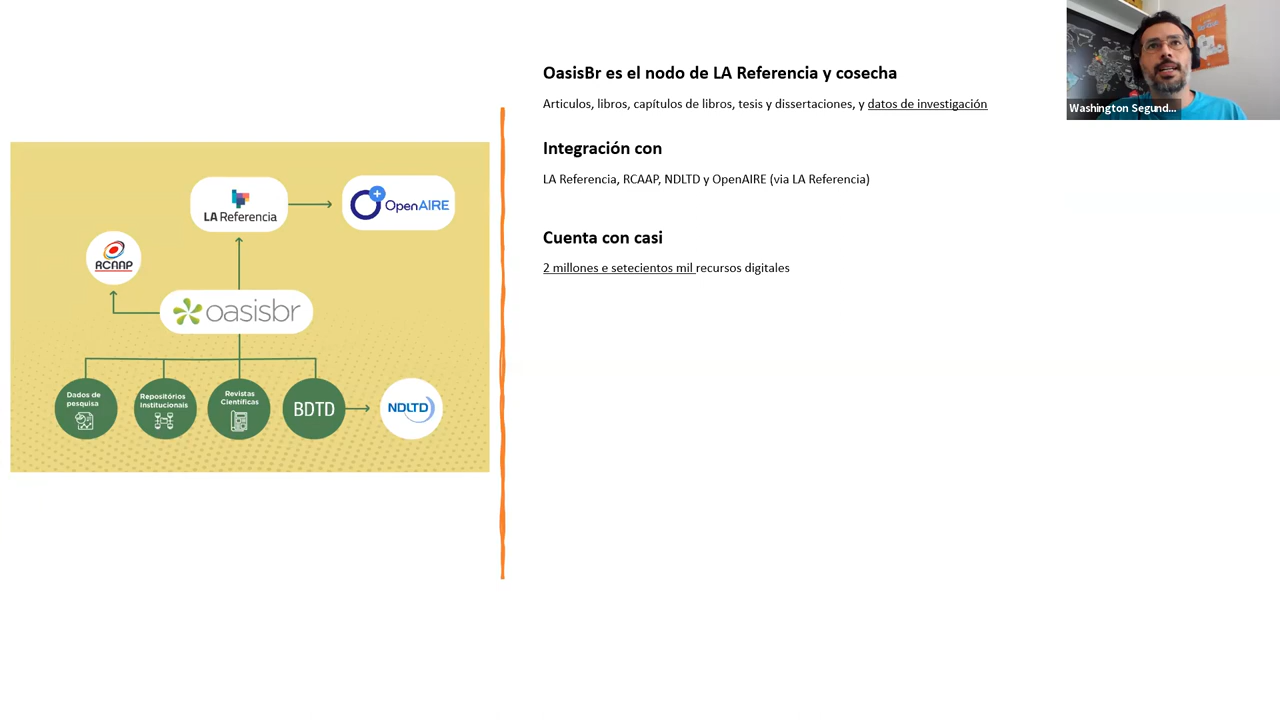 OasisBr es el nodo de LA Referencia y cosecha
Articulos, libros, capítulos de libros, tesis y dissertaciones, y datos de investigación
Integración con
LA Referencia, RCAAP, NDLTD y OpenAIRE (via LA Referencia)
Cuenta con casi
2 millones e setecientos mil recursos digitales
LA Referencia
OpenAIRE
RCAAP
oasisbr
Dados de
pesquisa
Repositórios
Institucionais
Revistas
Científicas
BDTD
NDLTD
Washington Segund...